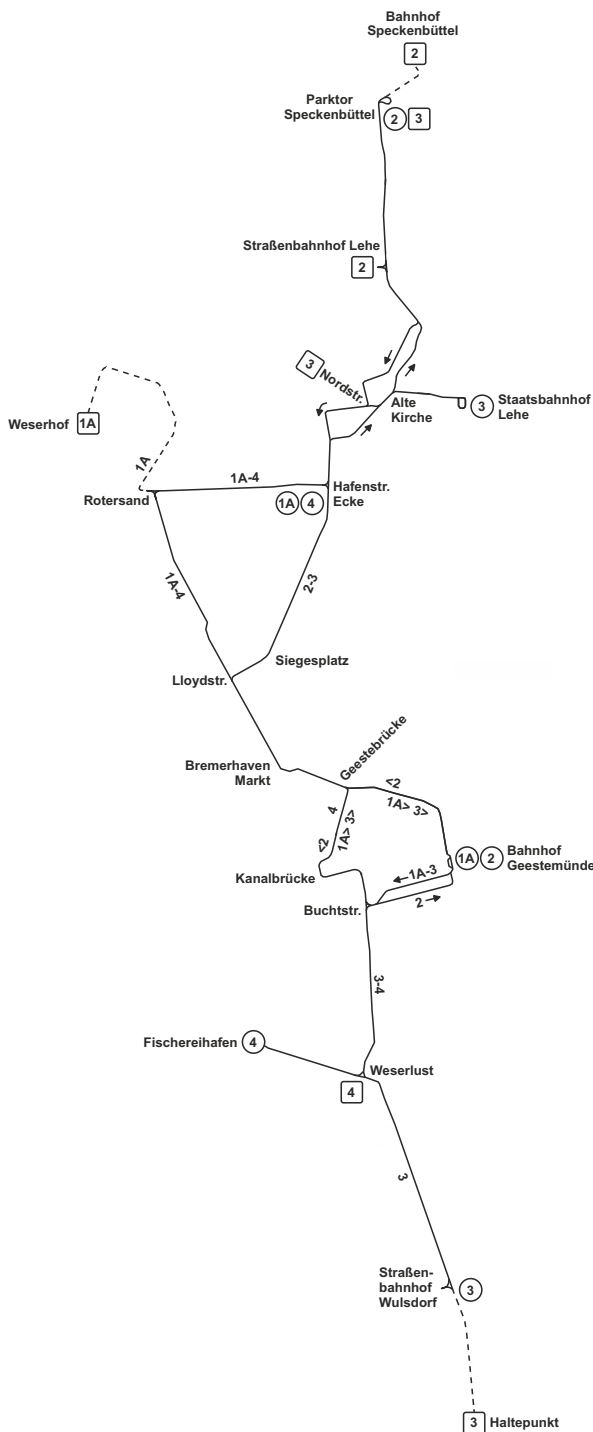 Bahnhof
Speckenbüttel
2
Parktor
Speckenbüttel
2 3
Straßenbahnhof Lehe
2
3
Nordstr.
Alte
Kirche
3
Staatsbahnhof
Lehe
Weserhof
1A
1A
Rotersand
1A-4
1A 4
Hafenstr.
Ecke
1A-4
2-3
Siegesplatz
Lloydstr.
Bremerhaven
Markt
Geestebrücke
<2
1A> 3>
4
<2
1A> 3>
Kanalbrücke
1A 2
Bahnhof
Geestemünde
1A-3
2
Buchtstr.
3-4
Fischereihafen
4
Weserlust
4
3
Straßen-
bahnhof
Wulsdorf
3
3
Haltepunkt